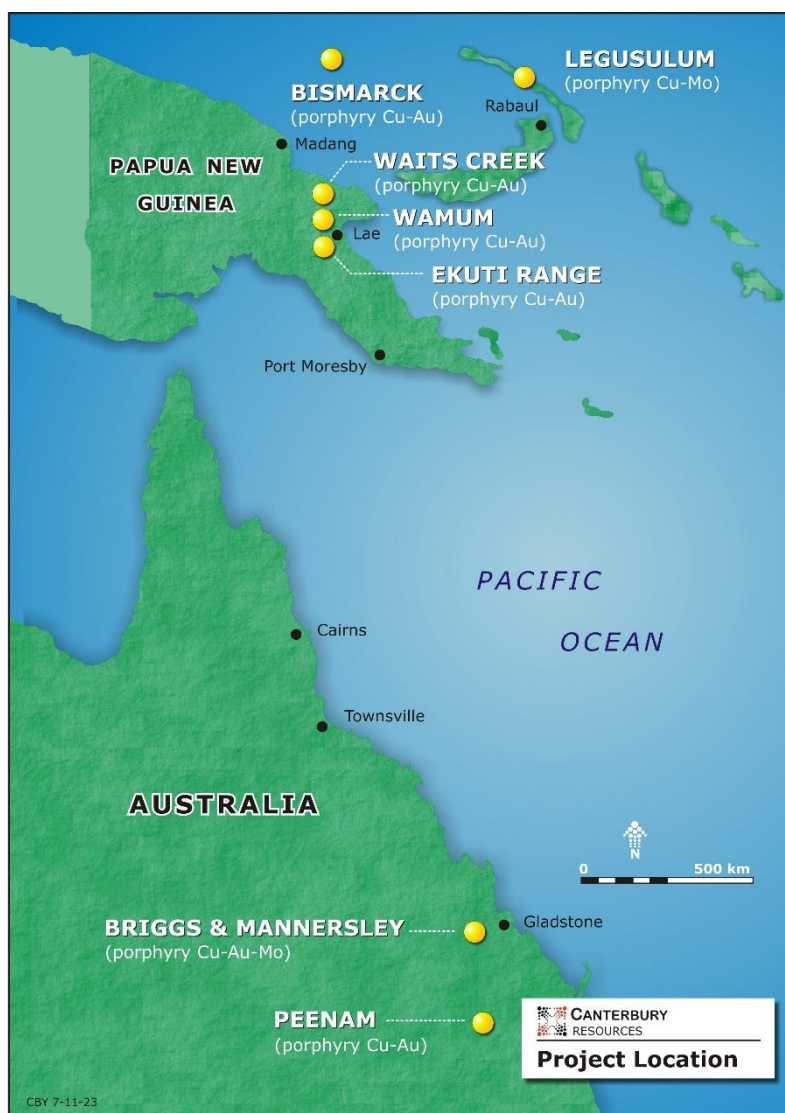 LEGUSULUM
(porphyry Cu-Mo)
BISMARCK
(porphyry Cu-Au)
Rabaul
Madang
PAPUA NEW
GUINEA
WAITS CREEK
(porphyry Cu-Au)
WAMUM
(porphyry Cu-Au)
Lae
EKUTI RANGE
(porphyry Cu-Au)
Port Moresby
PACIFIC
OCEAN
Cairns
Townsville
AUSTRALIA
N
0 500 km
BRIGGS & MANNERSLEY
(porphyry Cu-Au-Mo)
Gladstone
PEENAM
(porphyry Cu-Au)
CANTERBURY
RESOURCES
Project Location
CBY 7-11-23